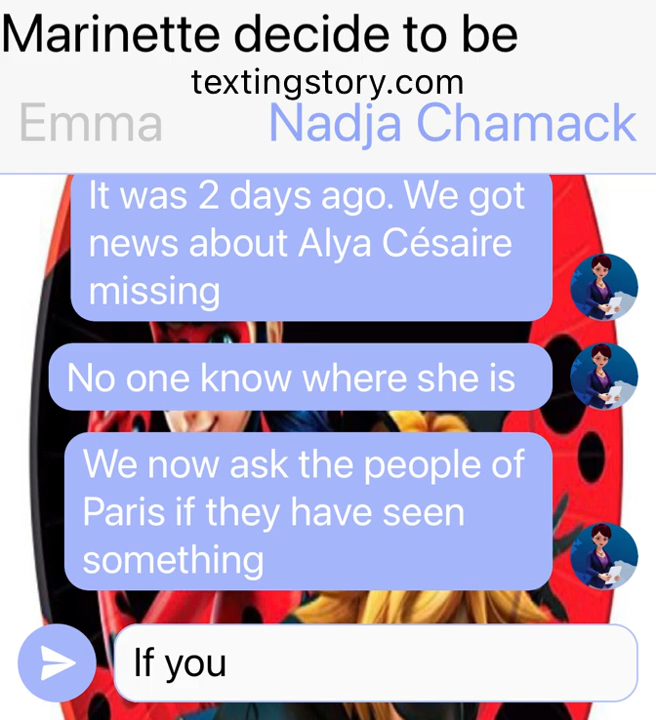 Marinette decide to be
textingstory.com
Emma
Nadja Chamack
It was 2 days ago. We got
news about Alya Césaire
missing
No one know where she is
We now ask the people of
Paris if they have seen
something
If you